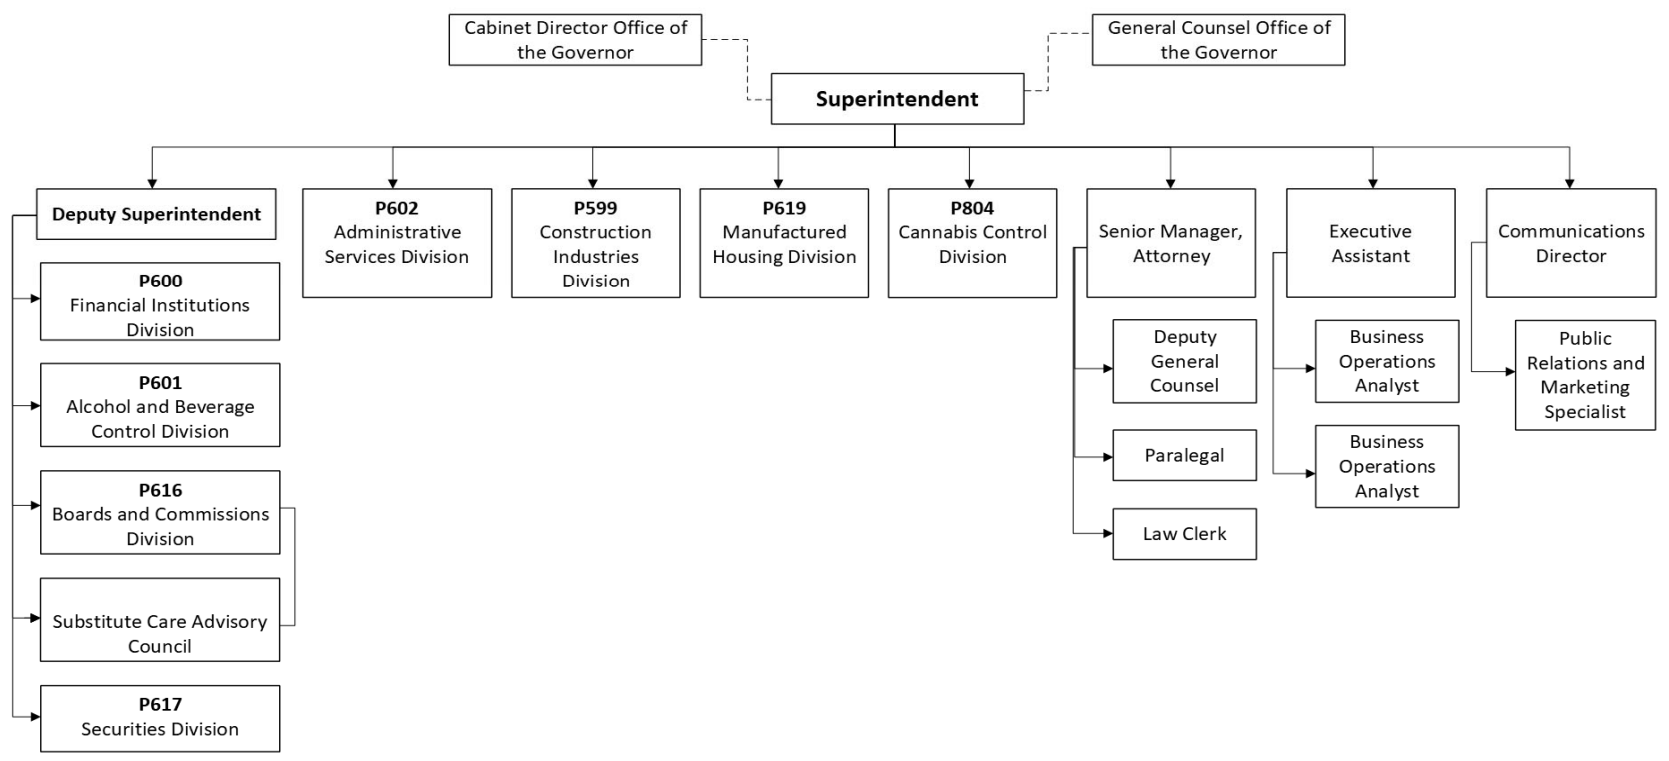 Cabinet Director Office of
the Governor
General Counsel Office of
the Governor
Superintendent
Deputy Superintendent
P600
Financial Institutions
Division
P601
Alcohol and Beverage
Control Division
P616
Boards and Commissions
Division
Substitute Care Advisory
Council
P617
Securities Division
P602
Administrative
Services Division
P599
Construction
Industries
Division
P619
Manufactured
Housing Division
P804
Cannabis Control
Division
Senior Manager,
Attorney
Deputy
General
Counsel
Paralegal
Law Clerk
Executive
Assistant
Business
Operations
Analyst
Business
Operations
Analyst
Communications
Director
Public
Relations and
Marketing
Specialist